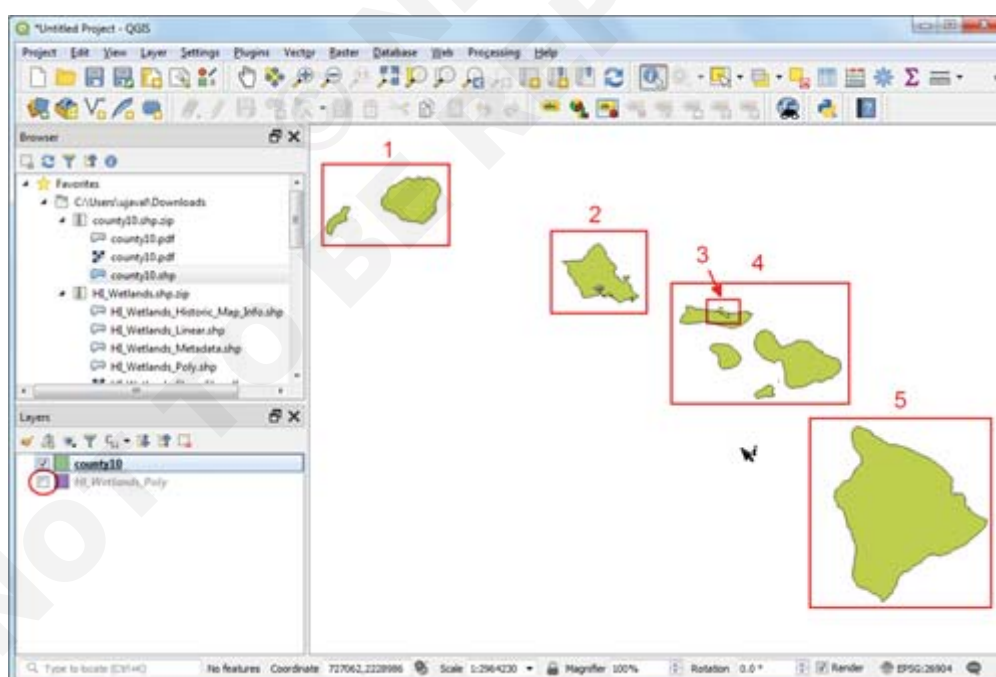 *Untitled Project - QGIS
Project Edit View Layer Settings Plugins Vector Raster Database Web Processing Help
Browser
Favorites
C:\Users\ujaval\Downloads
county10.shp.zip
county10.pdf
county10.pdf
county10.shp
HI_Wetlands.shp.zip
HI_Wetlands_Historic_Map_Info.shp
HI_Wetlands_Linear.shp
HI_Wetlands_Metadata.shp
HI_Wetlands_Poly.shp
Layers
county10
HI_Wetlands_Poly
1
2
3 4
5
Type to locate (Ctrl+K) No features Coordinate 727062,2228986 Scale 1:2964230 Magnifier 100% Rotation 0.0 ° Render EPSG:26904
NOT TO BE